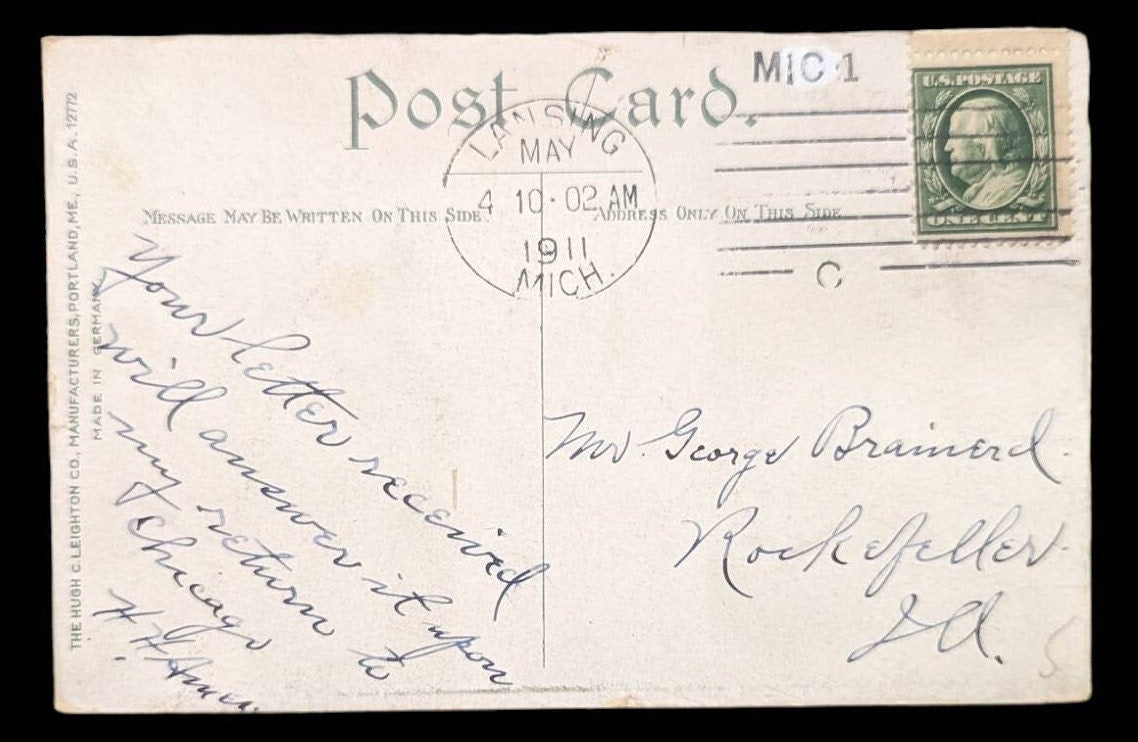 Post Card.
MIC 1
U.S. POSTAGE
ONE CENT
LANSING
MAY
4 10-02 AM
1911
MICH.
C
MESSAGE MAY BE WRITTEN ON THIS SIDE.
ADDRESS ONLY ON THIS SIDE
THE HUGH C. LEIGHTON CO., MANUFACTURERS, PORTLAND, ME., U.S.A. 12772
MADE IN GERMANY
Your letter received
will answer it upon
my return to
Chicago
H. H.
Mr. George Brainerd.
Rockefeller.
Ill.
5